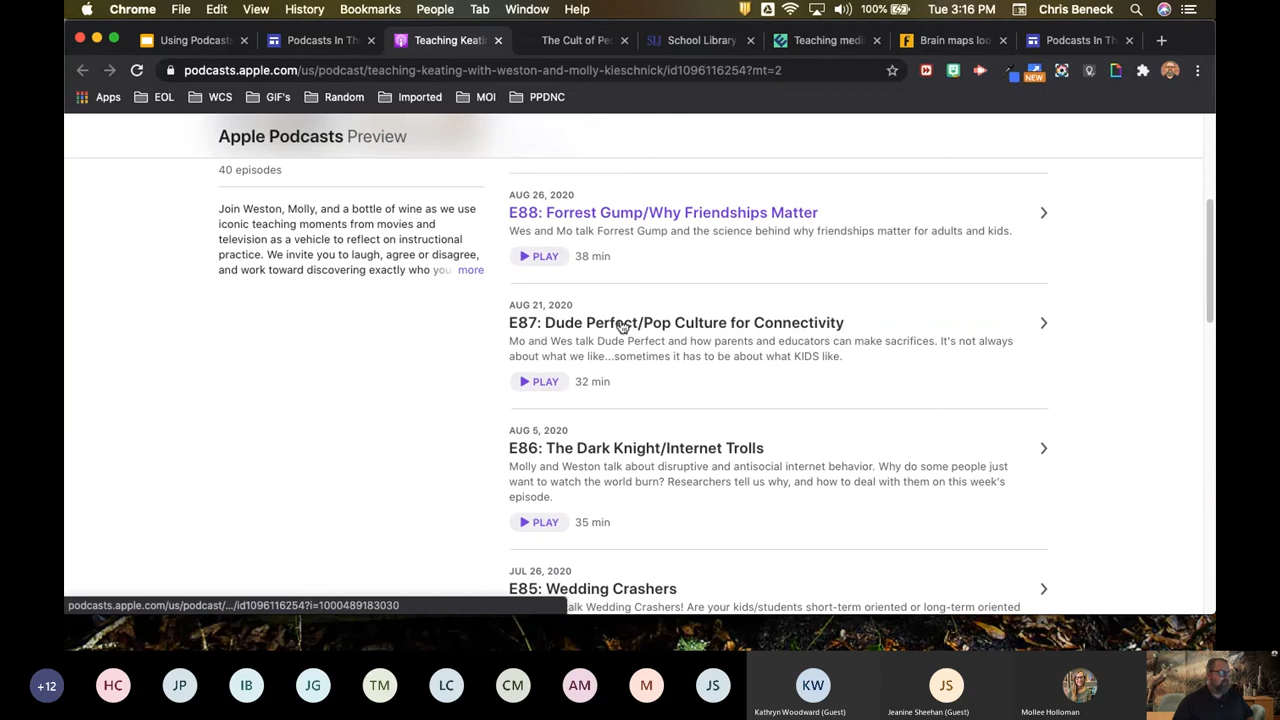 Chrome File Edit View History Bookmarks People Tab Window Help 100% Tue 3:16 PM Chris Beneck
Using Podcasts Podcasts In Th Teaching Keatin The Cult of Pe SLJ School Library Teaching medi Brain maps loo Podcasts In Th
podcasts.apple.com/us/podcast/teaching-keating-with-weston-and-molly-kieschnick/id1096116254?mt=2
NEW
Apps EOL WCS GIF's Random Imported MOI PPDNC
Apple Podcasts Preview
40 episodes
Join Weston, Molly, and a bottle of wine as we use
iconic teaching moments from movies and
television as a vehicle to reflect on instructional
practice. We invite you to laugh, agree or disagree,
and work toward discovering exactly who you more
AUG 26, 2020
E88: Forrest Gump/Why Friendships Matter
Wes and Mo talk Forrest Gump and the science behind why friendships matter for adults and kids.
PLAY 38 min
AUG 21, 2020
E87: Dude Perfect/Pop Culture for Connectivity
Mo and Wes talk Dude Perfect and how parents and educators can make sacrifices. It's not always
about what we like...sometimes it has to be about what KIDS like.
PLAY 32 min
AUG 5, 2020
E86: The Dark Knight/Internet Trolls
Molly and Weston talk about disruptive and antisocial internet behavior. Why do some people just
want to watch the world burn? Researchers tell us why, and how to deal with them on this week's
episode.
PLAY 35 min
JUL 26, 2020
E85: Wedding Crashers
talk Wedding Crashers! Are your kids/students short-term oriented or long-term oriented
podcasts.apple.com/us/podcast/.../id1096116254?i=1000489183030
+12 HC JP IB JG TM LC CM AM M JS KW JS
Kathryn Woodward (Guest) Jeanine Sheehan (Guest) Mollee Holloman